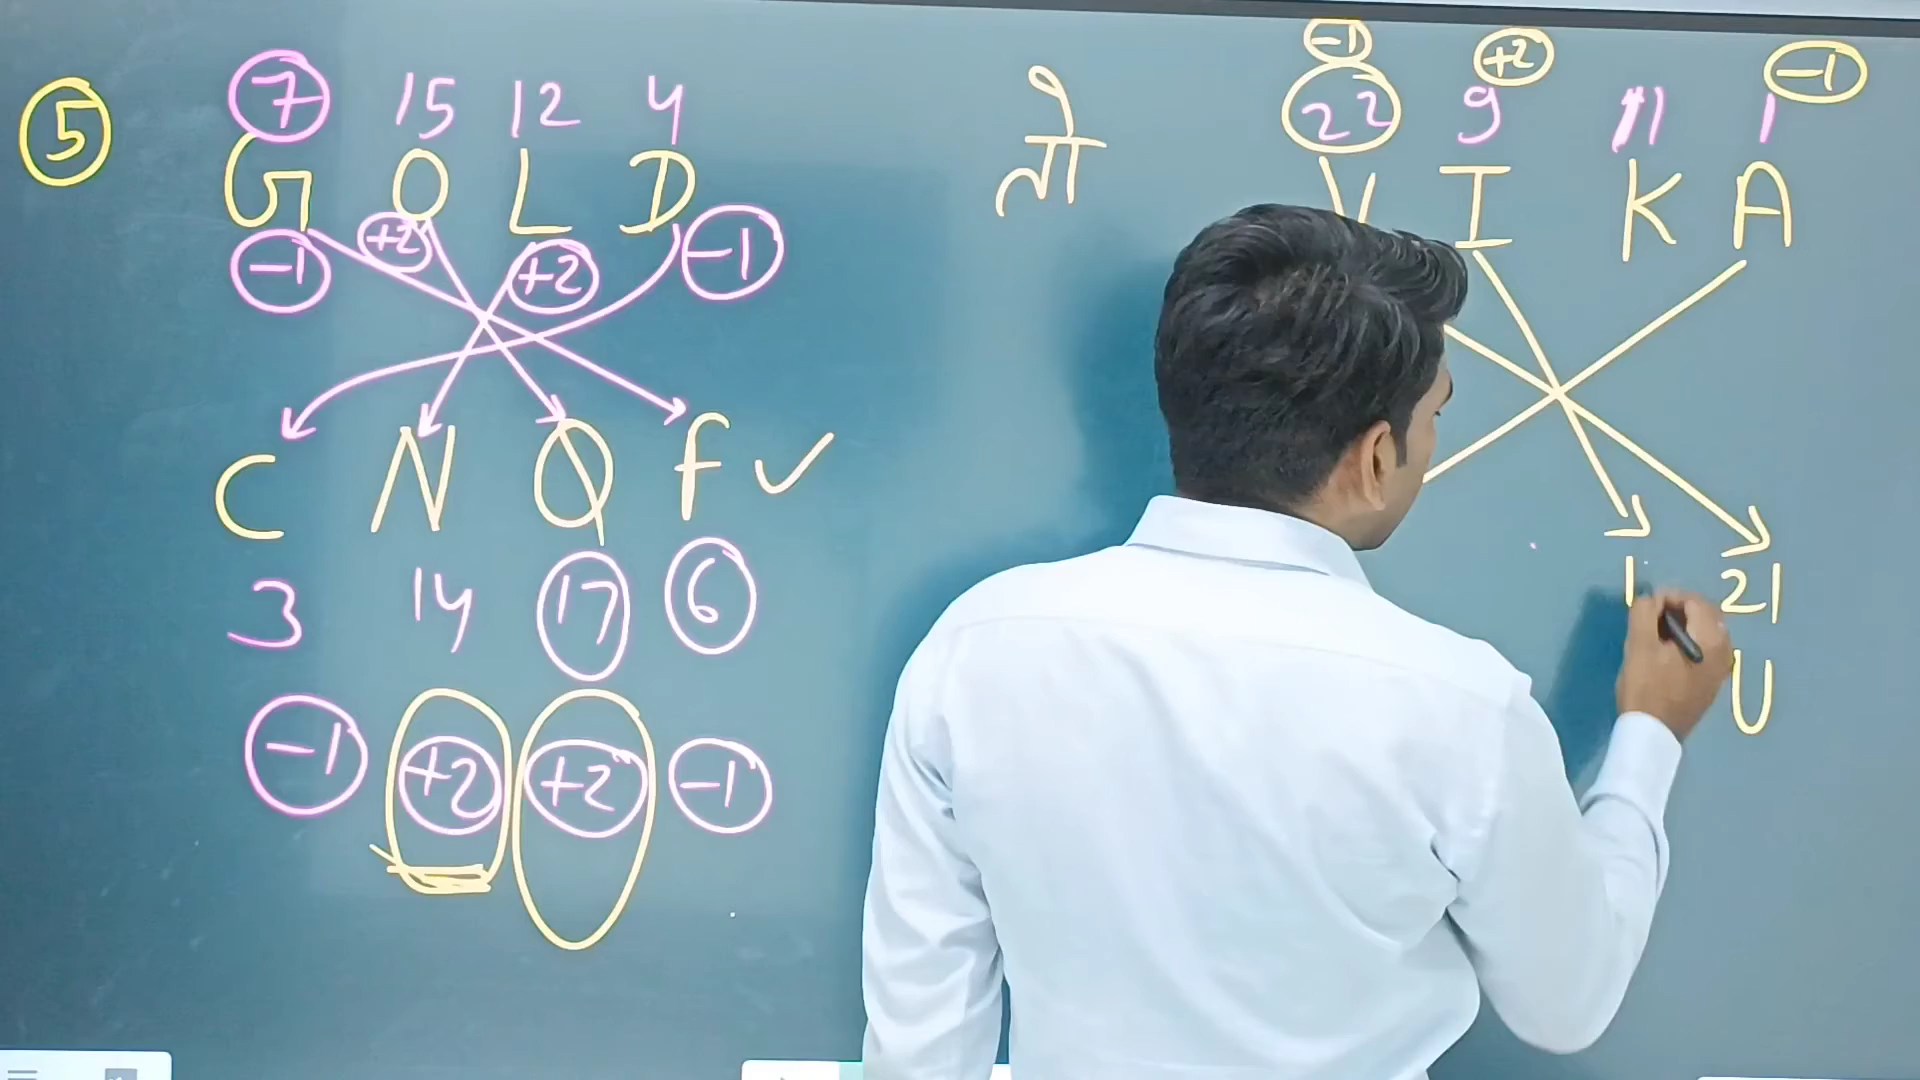 5
7 15 12 4
G O L D
-1 +2 +2 -1
C N Q F ✓
3 14 17 6
-1 +2 +2 -1
तो
-1 +2 -1
22 9 11 1
V I K A
1 21
U